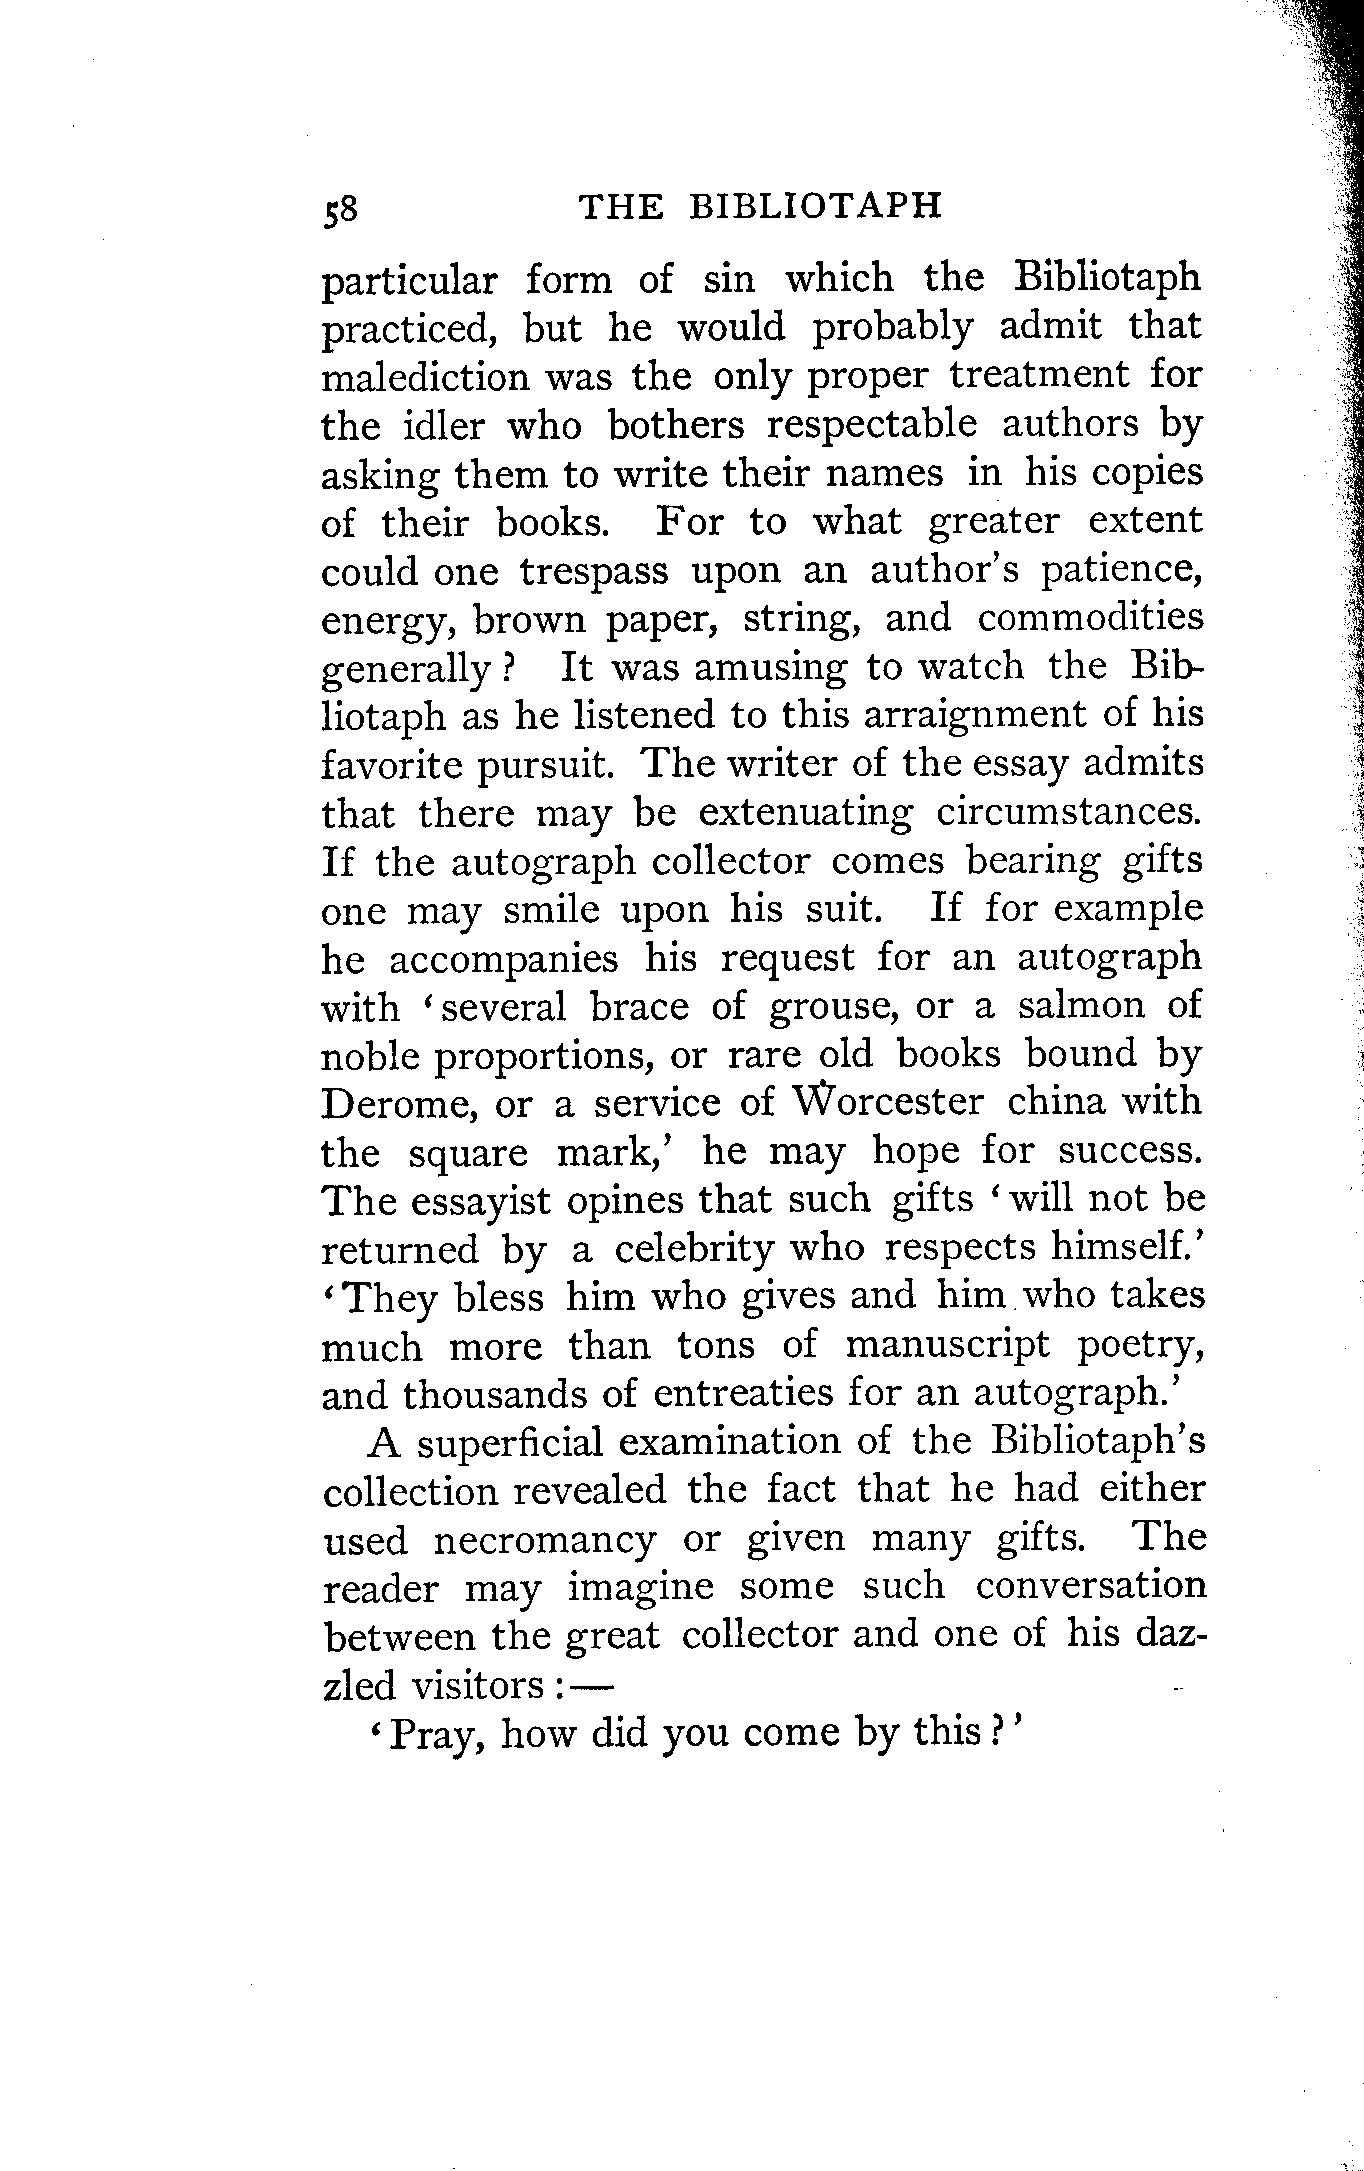 58 THE BIBLIOTAPH
particular form of sin which the Bibliotaph
practiced, but he would probably admit that
malediction was the only proper treatment for
the idler who bothers respectable authors by
asking them to write their names in his copies
of their books. For to what greater extent
could one trespass upon an author's patience,
energy, brown paper, string, and commodities
generally ? It was amusing to watch the Bib-
liotaph as he listened to this arraignment of his
favorite pursuit. The writer of the essay admits
that there may be extenuating circumstances.
If the autograph collector comes bearing gifts
one may smile upon his suit. If for example
he accompanies his request for an autograph
with ‘ several brace of grouse, or a salmon of
noble proportions, or rare old books bound by
Derome, or a service of Worcester china with
the square mark,’ he may hope for success.
The essayist opines that such gifts ‘ will not be
returned by a celebrity who respects himself.’
‘ They bless him who gives and him who takes
much more than tons of manuscript poetry,
and thousands of entreaties for an autograph.’
A superficial examination of the Bibliotaph's
collection revealed the fact that he had either
used necromancy or given many gifts. The
reader may imagine some such conversation
between the great collector and one of his daz-
zled visitors : —
‘ Pray, how did you come by this ? ’